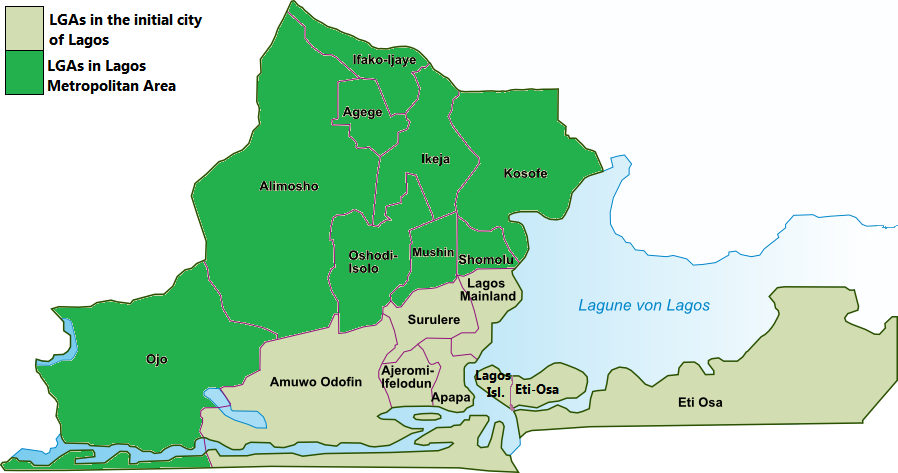 LGAs in the initial city
of Lagos
LGAs in Lagos
Metropolitan Area
Ifako-Ijaye
Agege
Ikeja
Alimosho
Kosofe
Oshodi-
Isolo
Mushin
Shomolu
Lagos
Mainland
Lagune von Lagos
Surulere
Ojo
Amuwo Odofin
Ajeromi-
Ifelodun
Apapa
Lagos
Isl.
Eti-Osa
Eti Osa